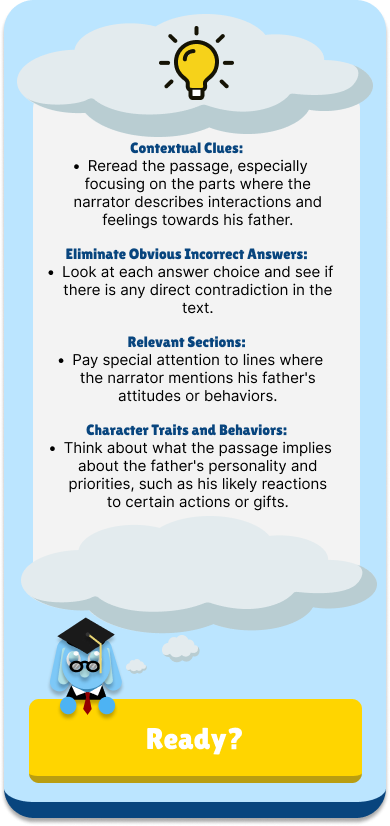 Contextual Clues:
• Reread the passage, especially
focusing on the parts where the
narrator describes interactions and
feelings towards his father.
Eliminate Obvious Incorrect Answers:
• Look at each answer choice and see if
there is any direct contradiction in the
text.
Relevant Sections:
• Pay special attention to lines where
the narrator mentions his father's
attitudes or behaviors.
Character Traits and Behaviors:
• Think about what the passage implies
about the father's personality and
priorities, such as his likely reactions
to certain actions or gifts.
Ready?